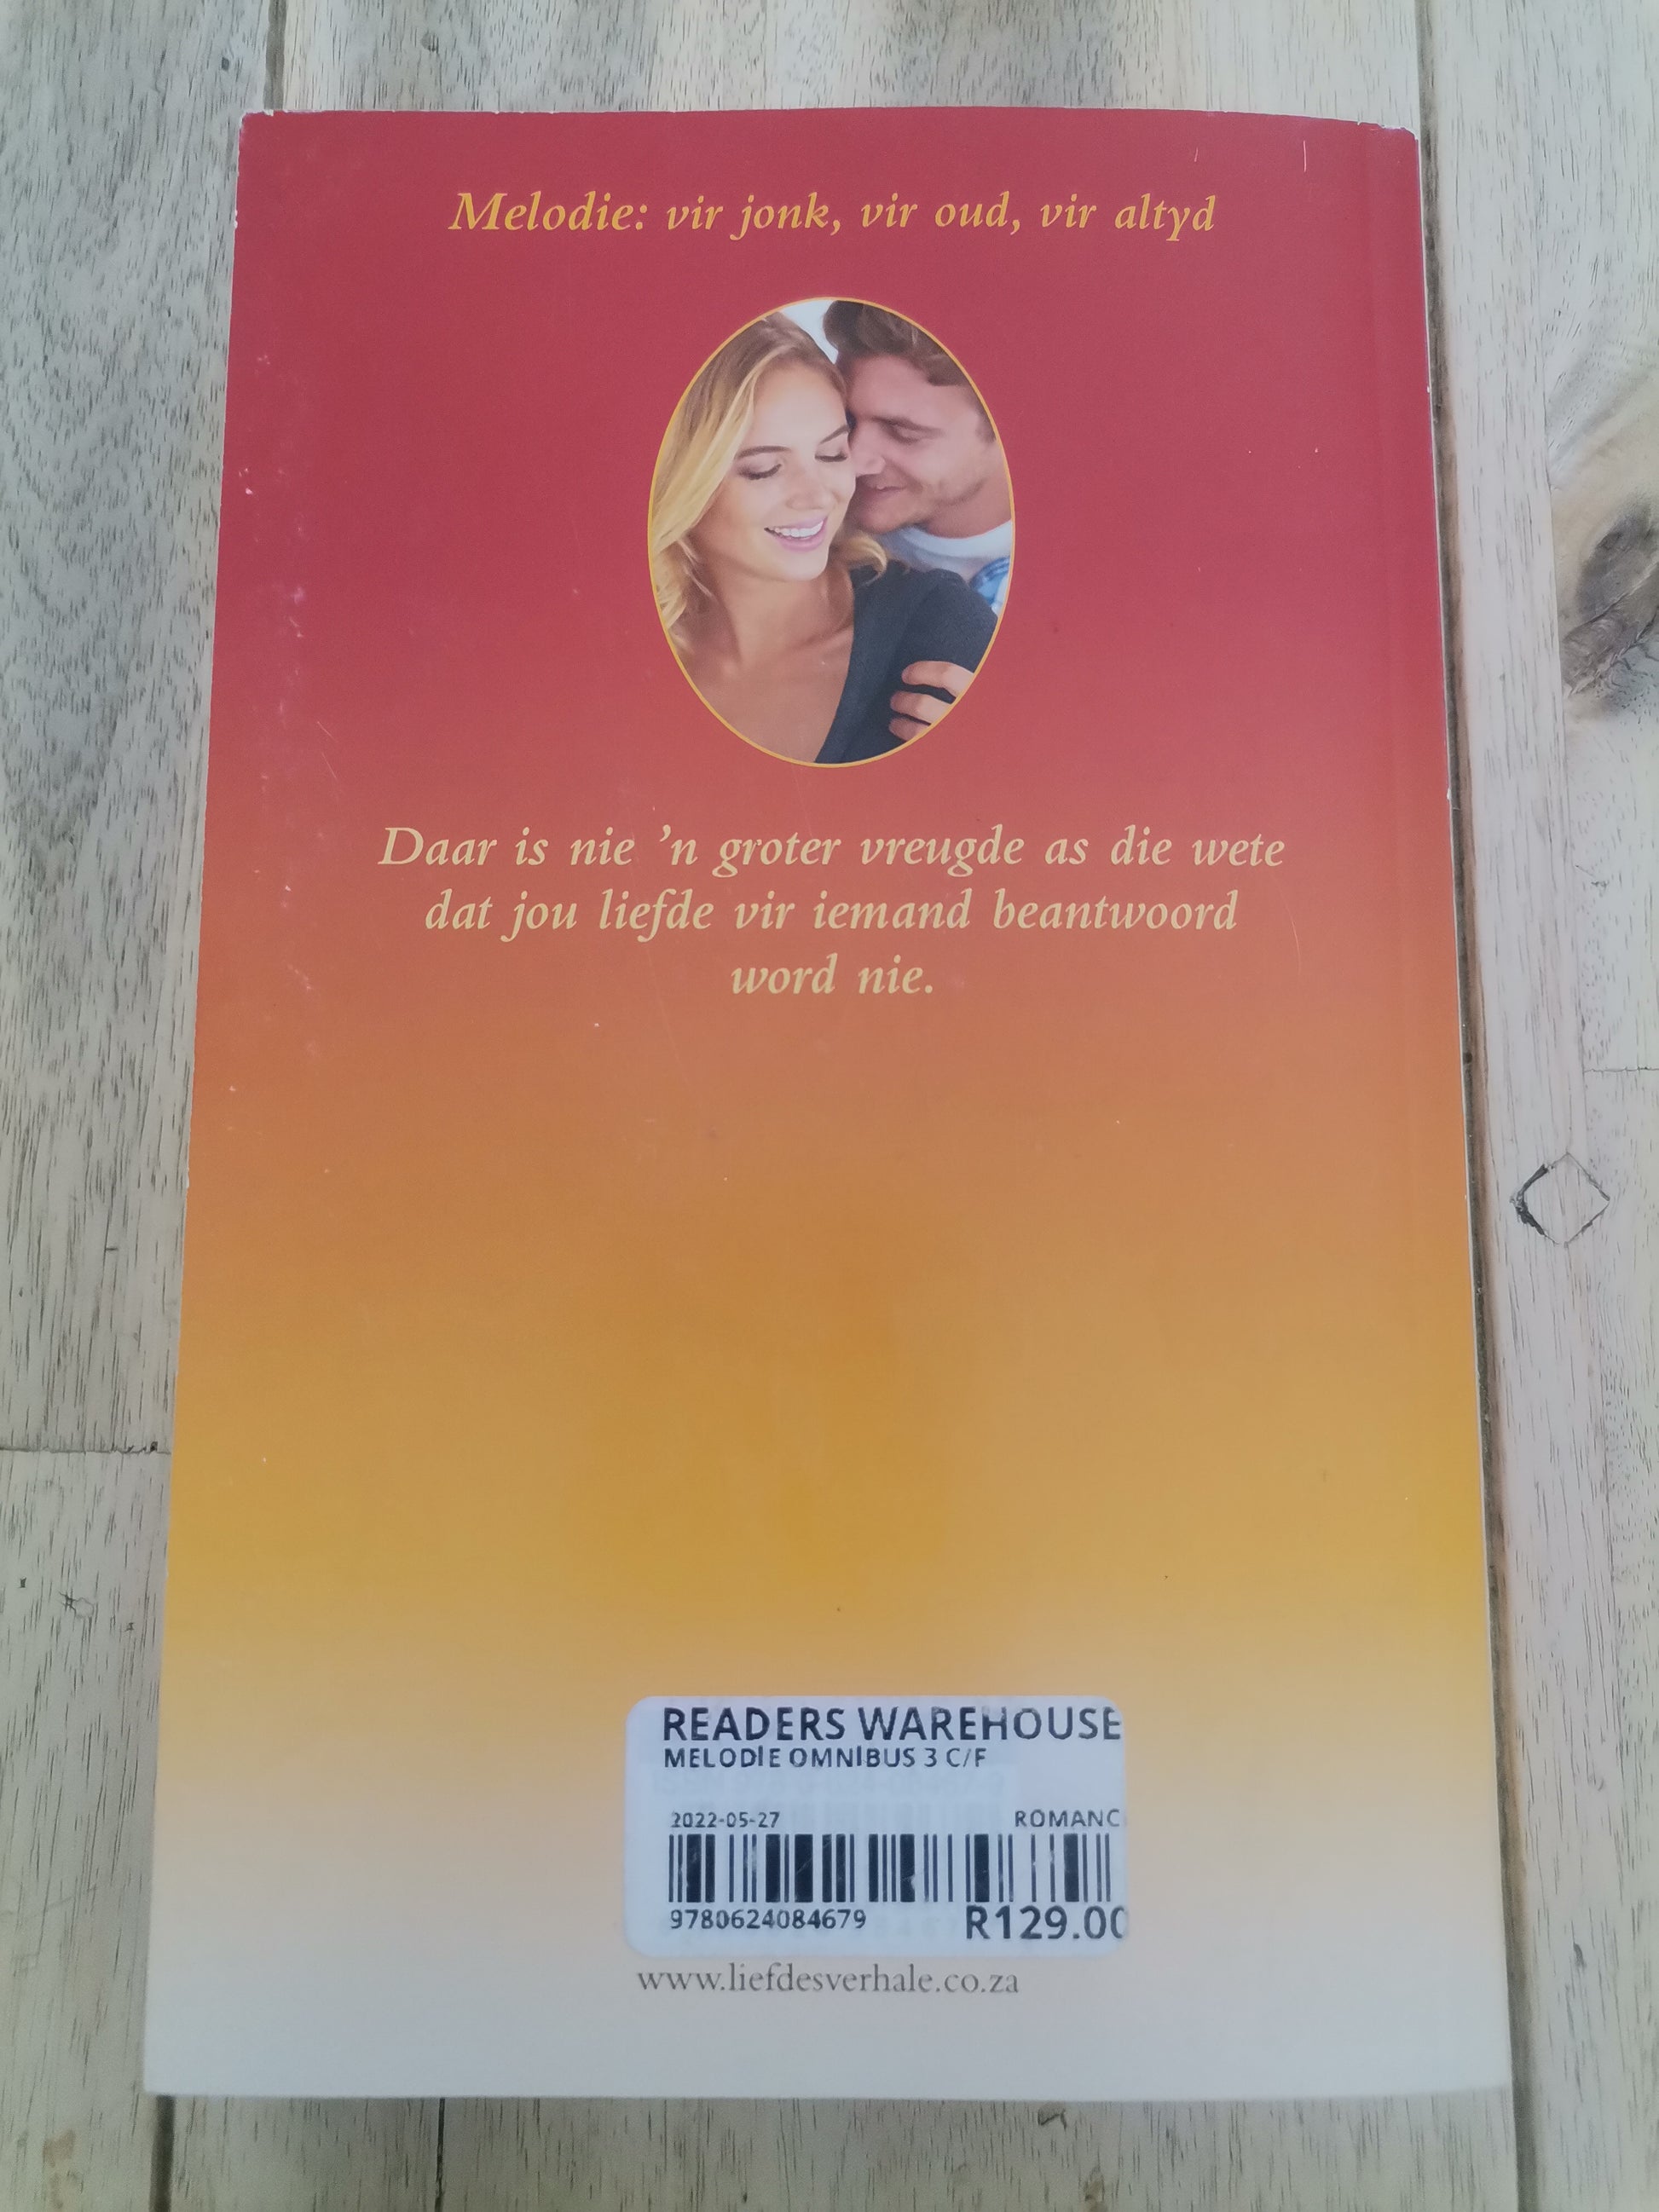 Melodie: vir jonk, vir oud, vir altyd
Daar is nie 'n groter vreugde as die wete
dat jou liefde vir iemand beantwoord
word nie.
READERS WAREHOUSE
MELODIE OMNIBUS 3 C/F
2022-05-27 ROMANC
9780624084679 R129.00
www.liefdesverhale.co.za